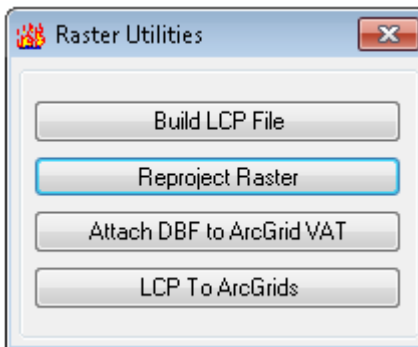 Raster Utilities
Build LCP File
Reproject Raster
Attach DBF to ArcGrid VAT
LCP To ArcGrids